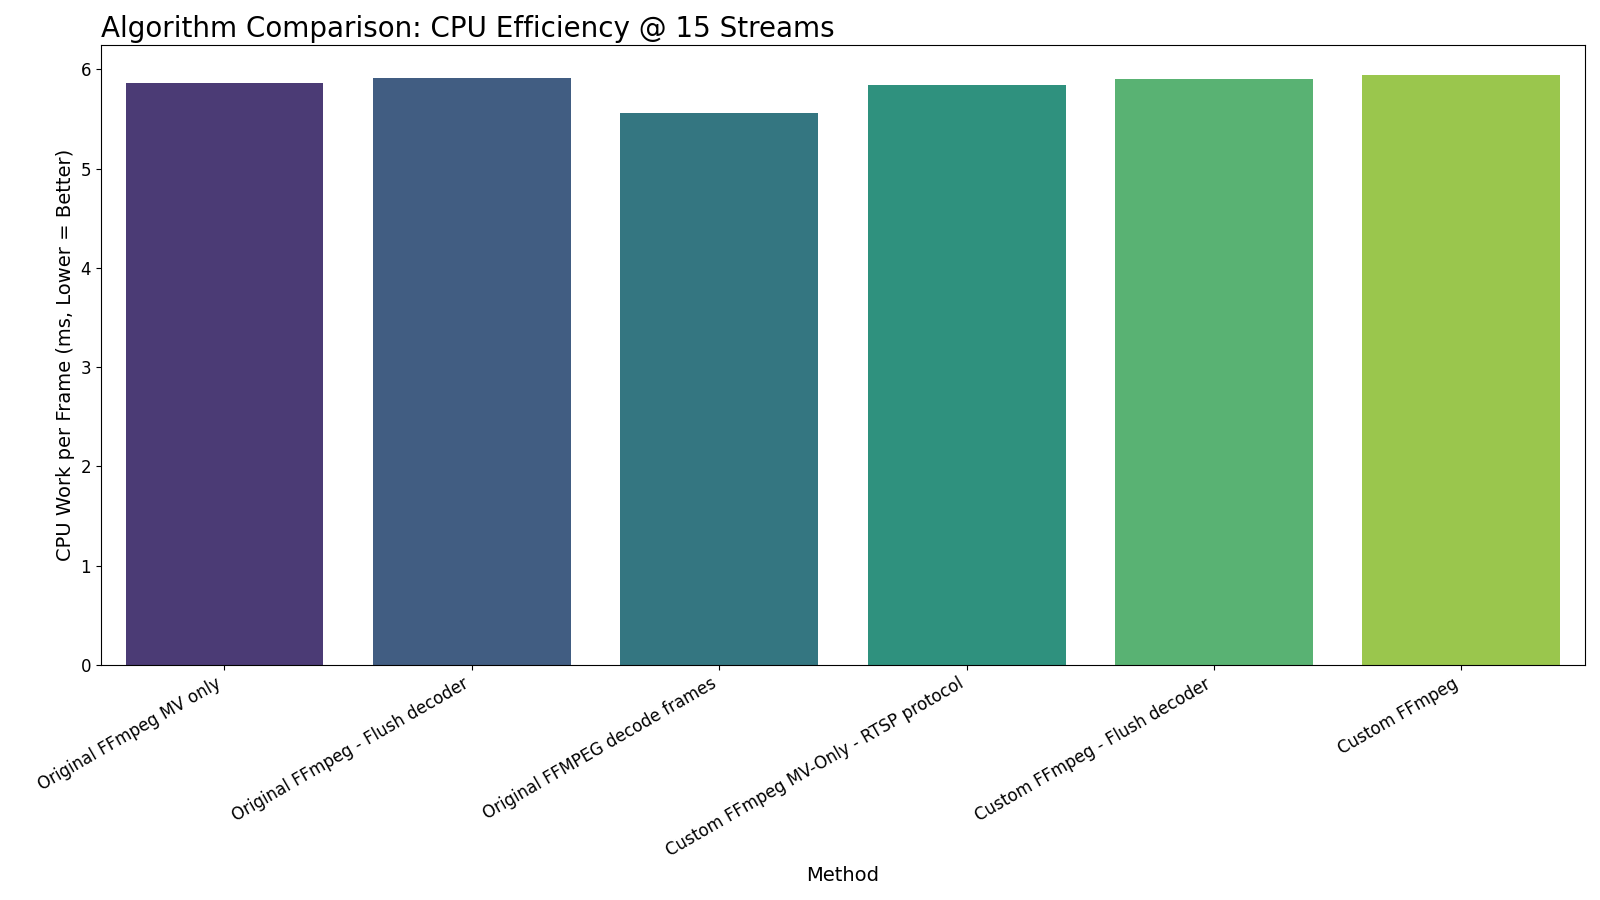 Algorithm Comparison: CPU Efficiency @ 15 Streams
CPU Work per Frame (ms, Lower = Better)
6
5
4
3
2
1
0
Original FFmpeg MV only
Original FFmpeg - Flush decoder
Original FFMPEG decode frames
Custom FFmpeg MV-Only - RTSP protocol
Custom FFmpeg - Flush decoder
Custom FFmpeg
Method